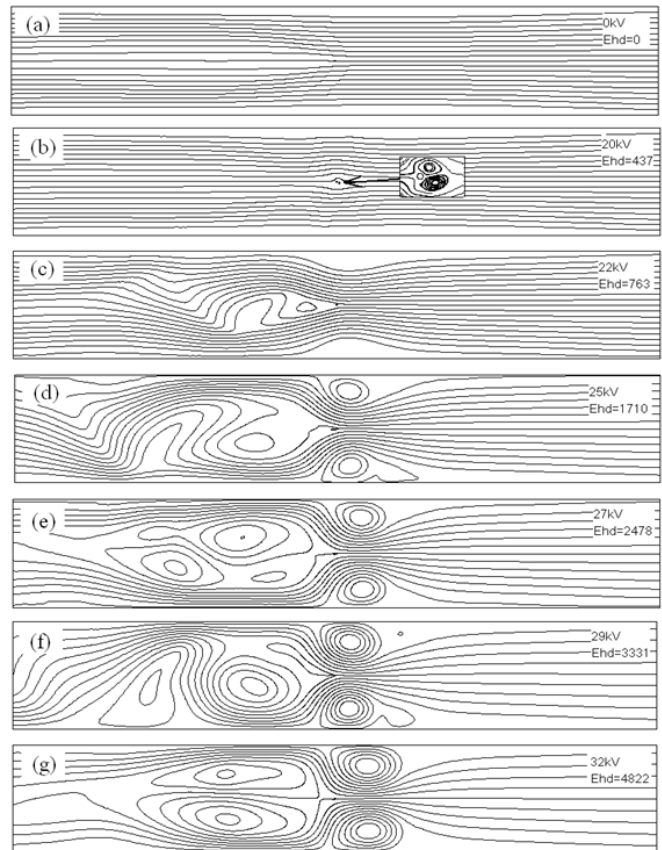 (a)
0kV
Ehd=0
(b)
20kV
Ehd=437
(c)
22kV
Ehd=763
(d)
25kV
Ehd=1710
(e)
27kV
Ehd=2478
(f)
29kV
Ehd=3331
(g)
32kV
Ehd=4822